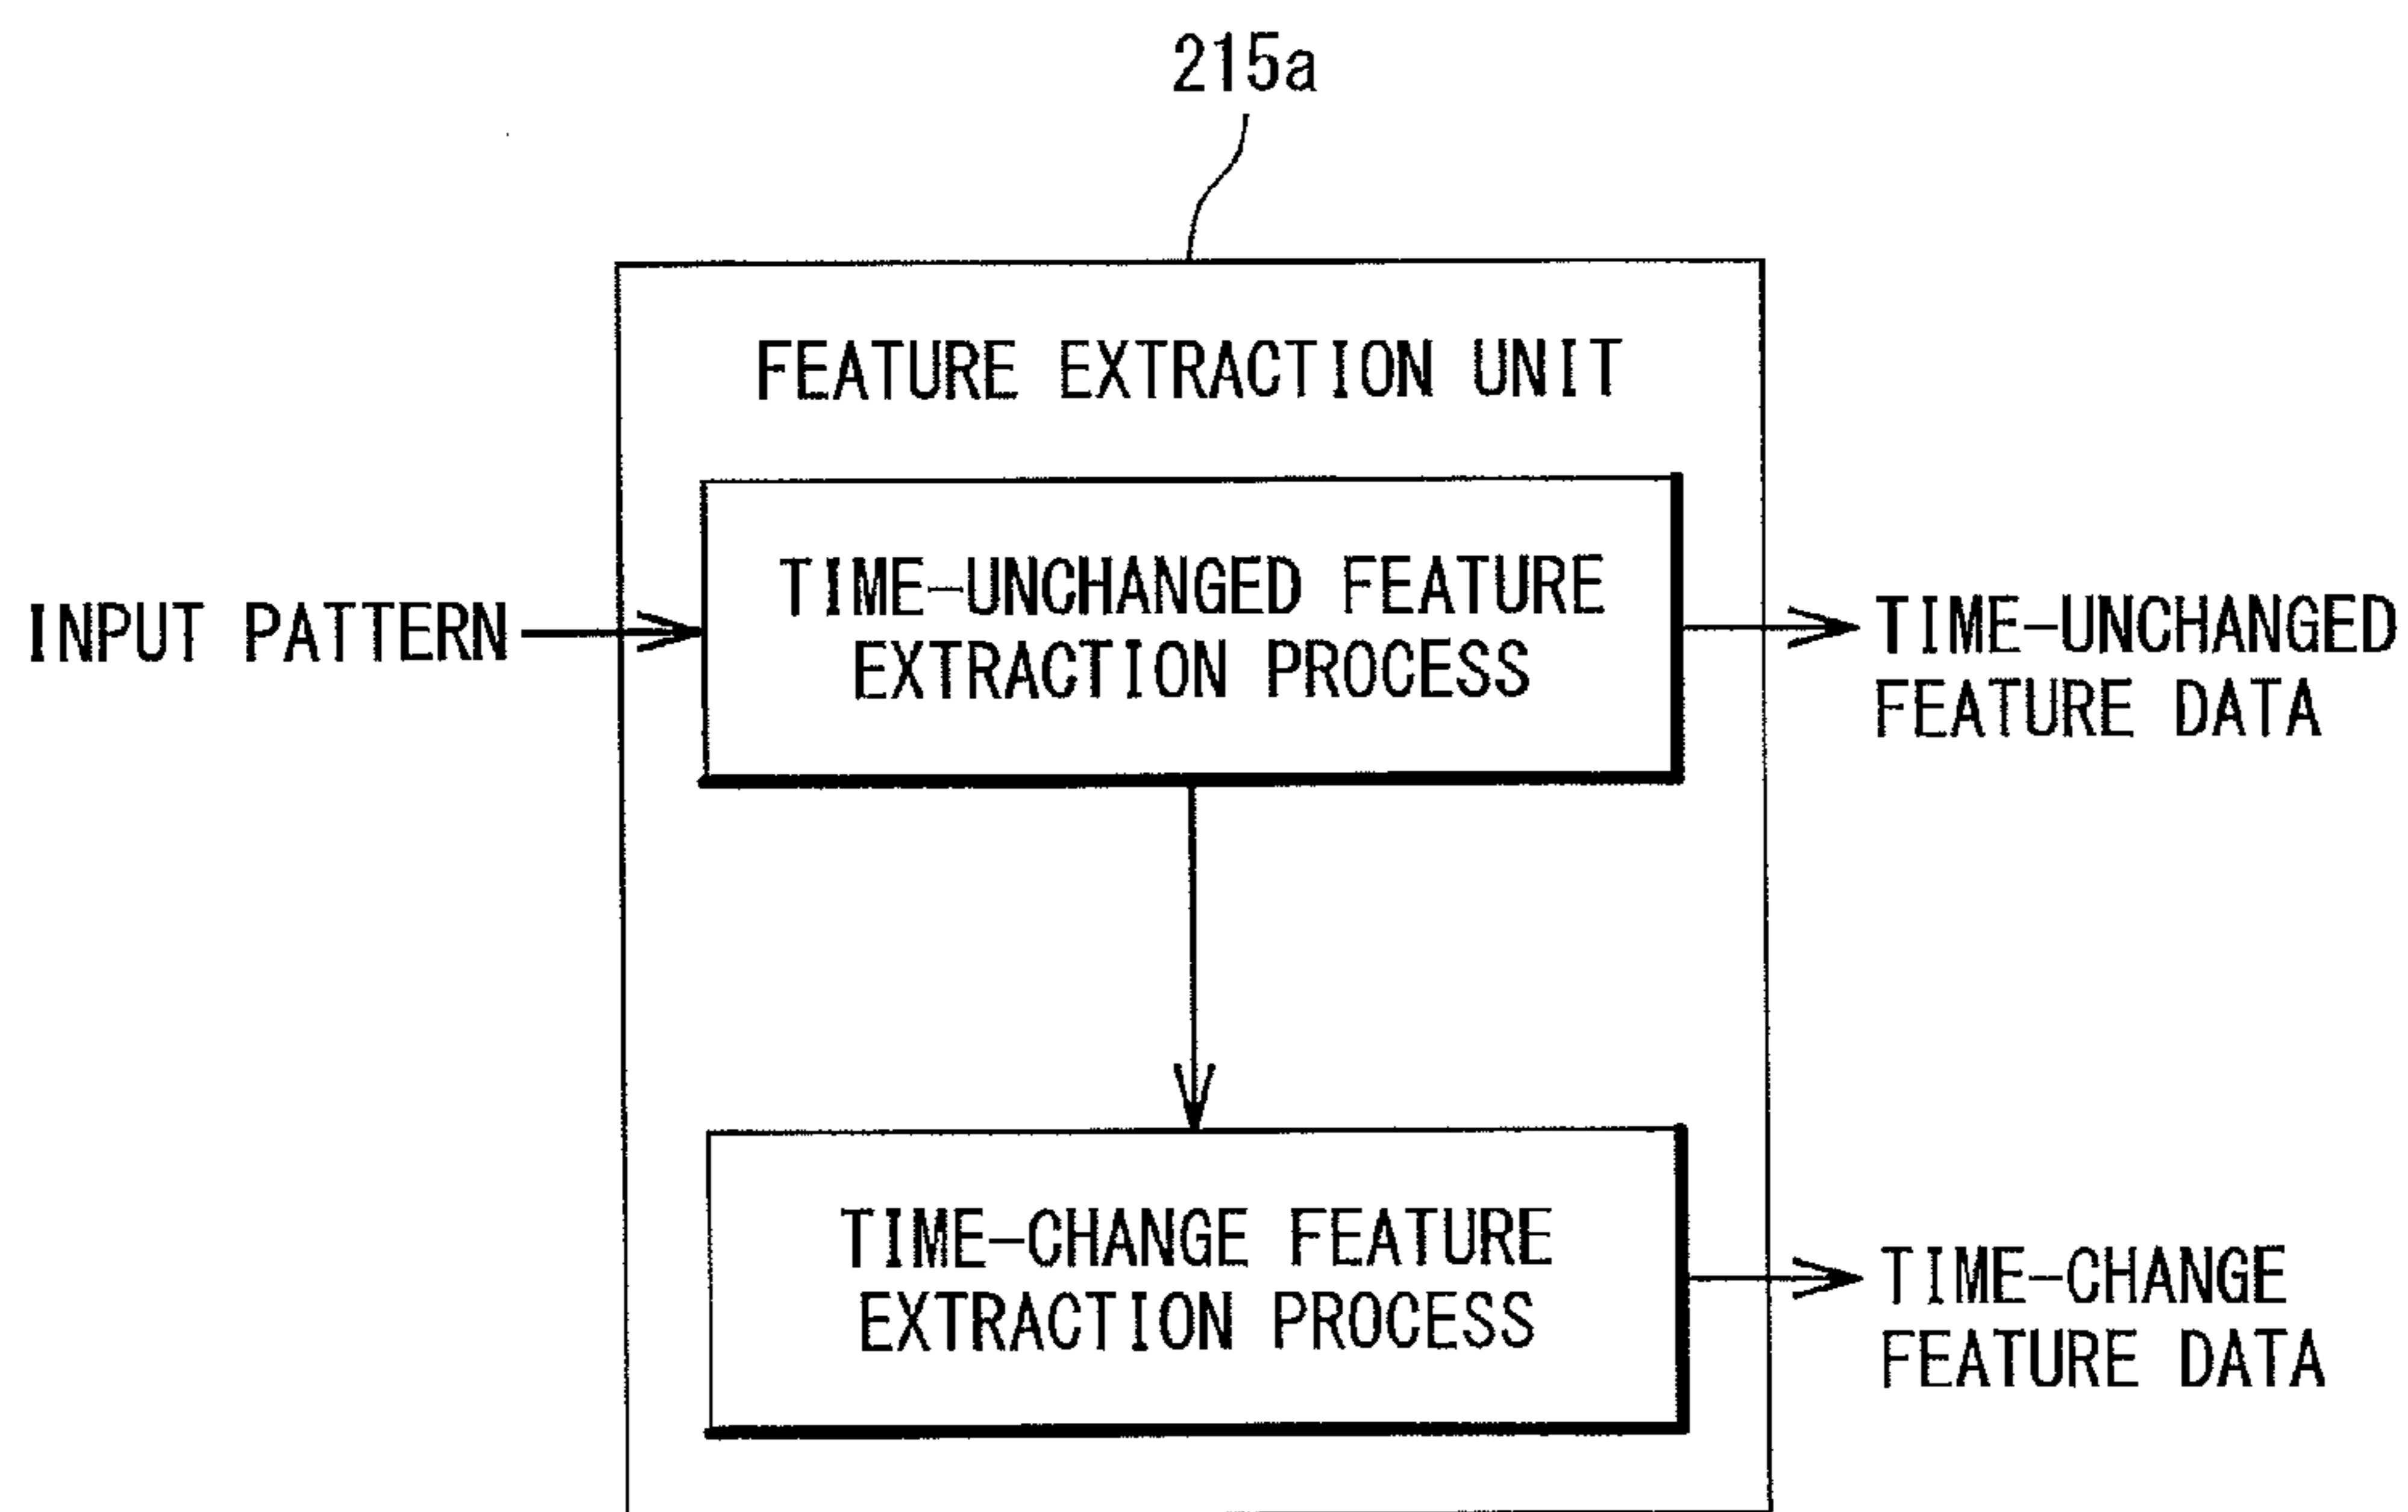 215a
FEATURE EXTRACTION UNIT
TIME-UNCHANGED FEATURE
EXTRACTION PROCESS
INPUT PATTERN
TIME-UNCHANGED
FEATURE DATA
TIME-CHANGE FEATURE
EXTRACTION PROCESS
TIME-CHANGE
FEATURE DATA